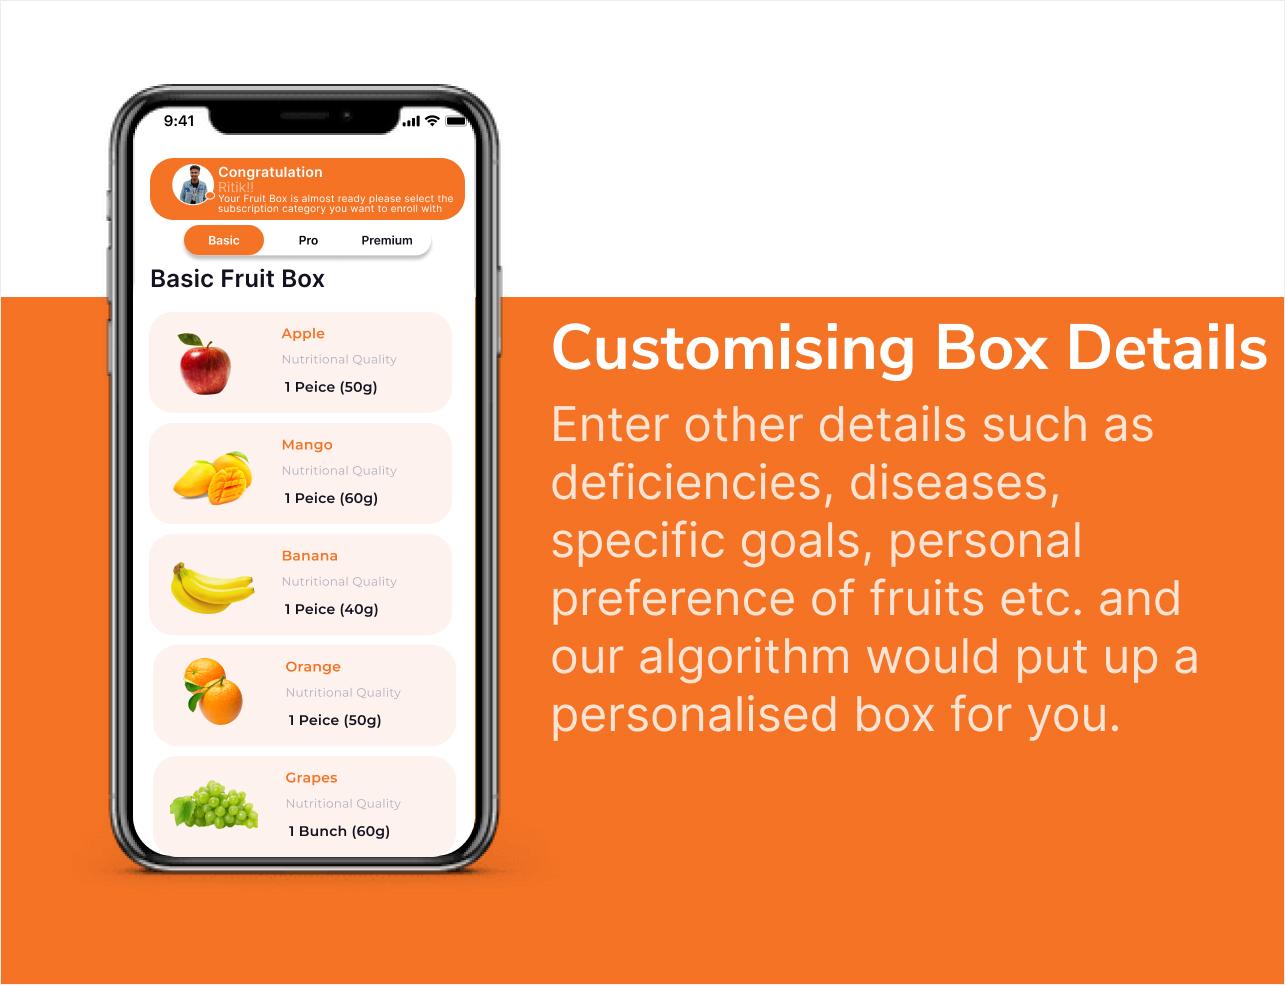 9:41
Congratulation
Ritik!!
Your Fruit Box is almost ready please select the
subscription category you want to enroll with
Basic Pro Premium
Basic Fruit Box
Apple
Nutritional Quality
1 Peice (50g)
Mango
Nutritional Quality
1 Peice (60g)
Banana
Nutritional Quality
1 Peice (40g)
Orange
Nutritional Quality
1 Peice (50g)
Grapes
Nutritional Quality
1 Bunch (60g)
Customising Box Details
Enter other details such as
deficiencies, diseases,
specific goals, personal
preference of fruits etc. and
our algorithm would put up a
personalised box for you.